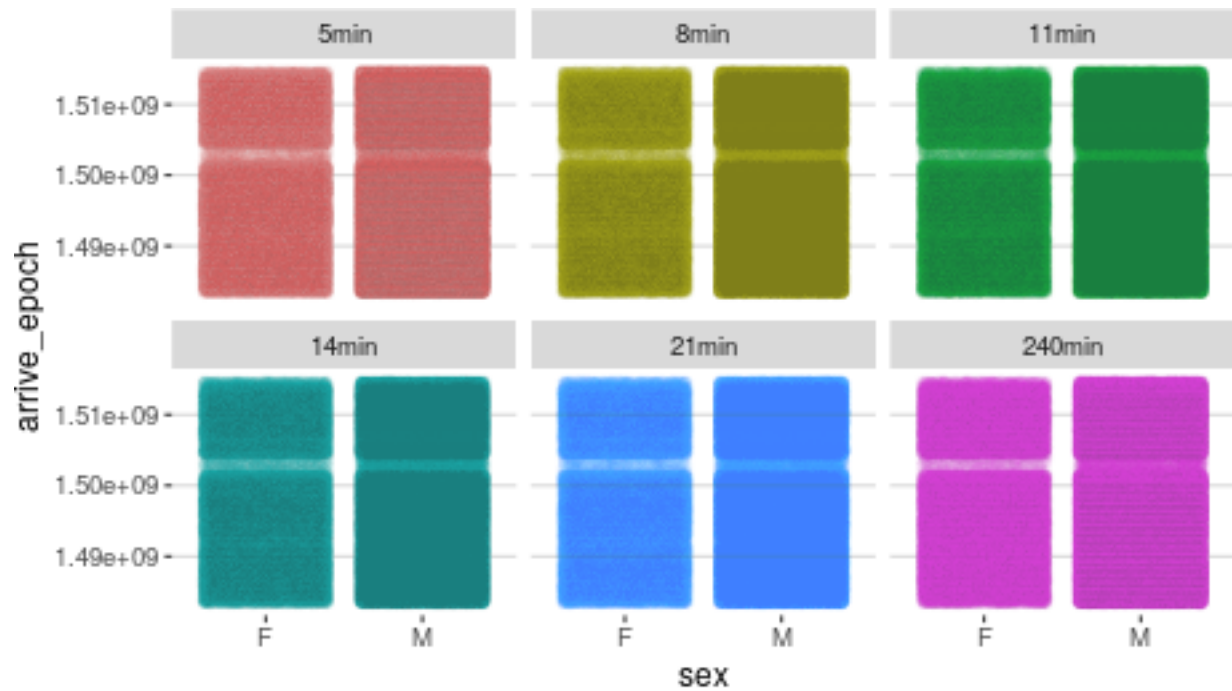 5min 8min 11min
1.51e+09
1.50e+09
1.49e+09
14min 21min 240min
1.51e+09
1.50e+09
1.49e+09
arrive_epoch
F M F M F M
sex